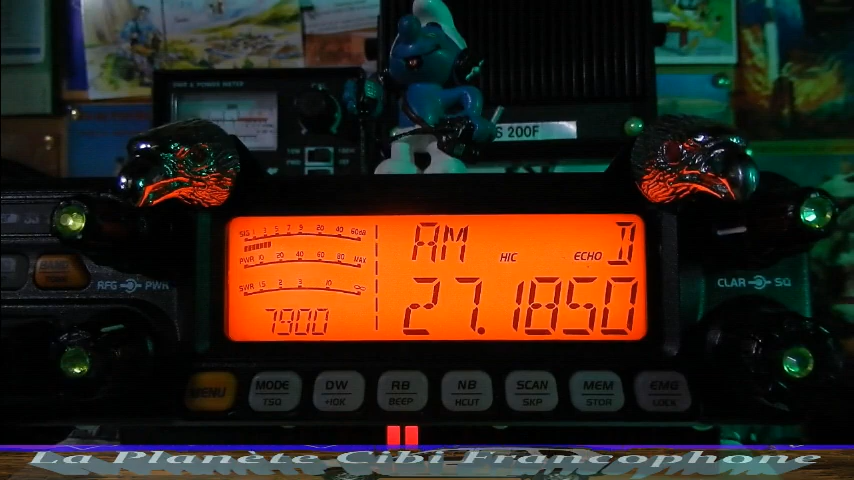 SWR & POWER METER
S 200F
SIG 1 3 5 7 9 20 40 60dB
AM
HIC
ECHO
PWR 10 20 40 60 80 MAX
SWR 1.5 2 3 10 ∞
7900
27.1850
RFG PWR
CLAR SQ
MENU
MODE
TSQ
DW
RB
BEEP
NB
HCUT
SCAN
SKP
MEM
STOR
EMG
LOCK
La Planète Cibi Francophone